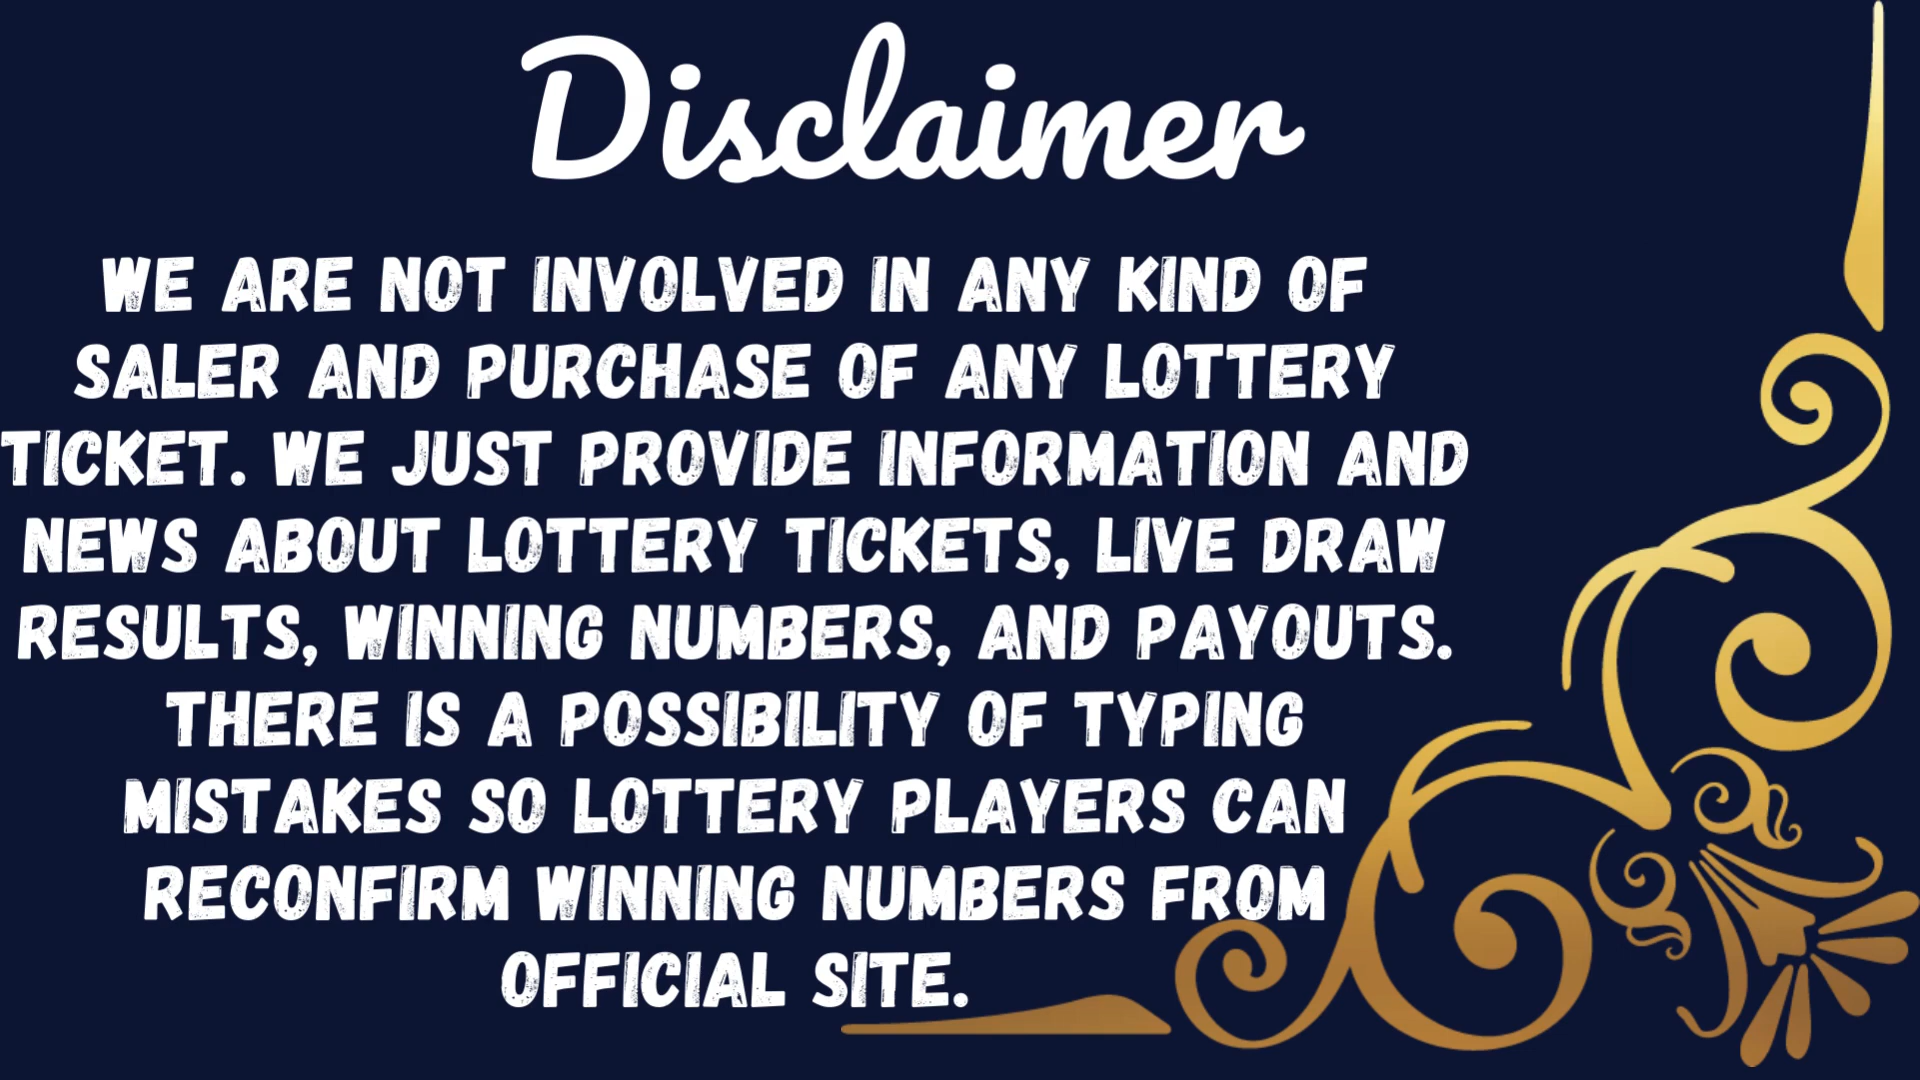 Disclaimer
WE ARE NOT INVOLVED IN ANY KIND OF
SALER AND PURCHASE OF ANY LOTTERY
TICKET. WE JUST PROVIDE INFORMATION AND
NEWS ABOUT LOTTERY TICKETS, LIVE DRAW
RESULTS, WINNING NUMBERS, AND PAYOUTS.
THERE IS A POSSIBILITY OF TYPING
MISTAKES SO LOTTERY PLAYERS CAN
RECONFIRM WINNING NUMBERS FROM
OFFICIAL SITE.